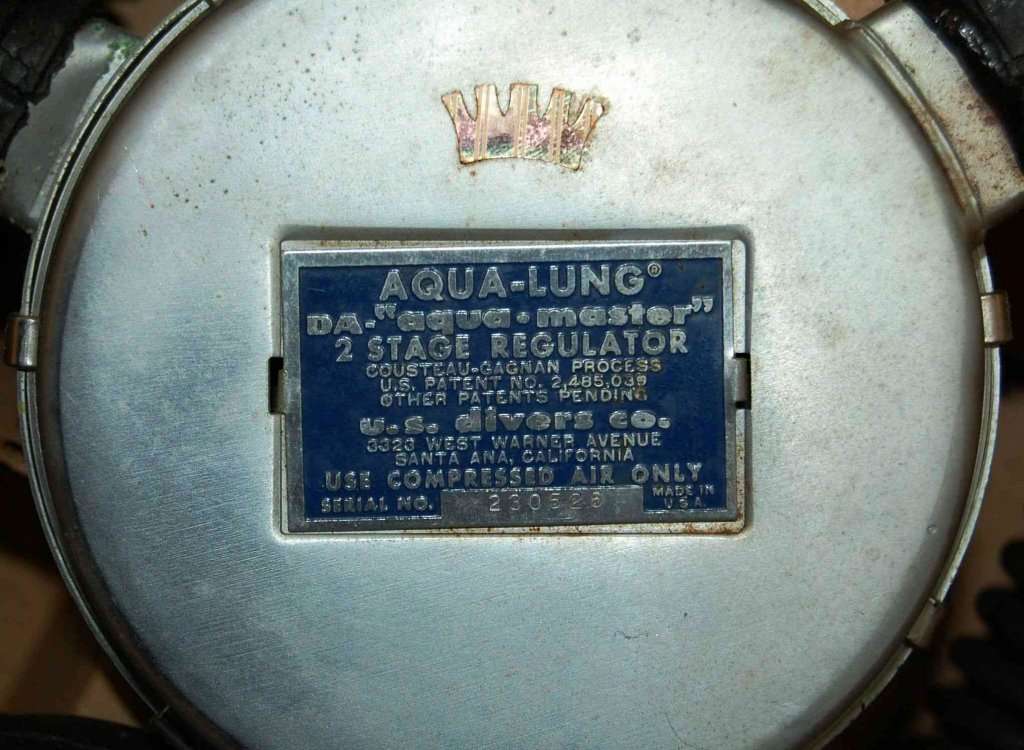 AQUA-LUNG®
DA-"aqua·master"
2 STAGE REGULATOR
COUSTEAU-GAGNAN PROCESS
U.S. PATENT NO. 2,485,039
OTHER PATENTS PENDING
u.s. divers co.
3323 WEST WARNER AVENUE
SANTA ANA, CALIFORNIA
USE COMPRESSED AIR ONLY
SERIAL NO.
MADE IN
U.S.A.